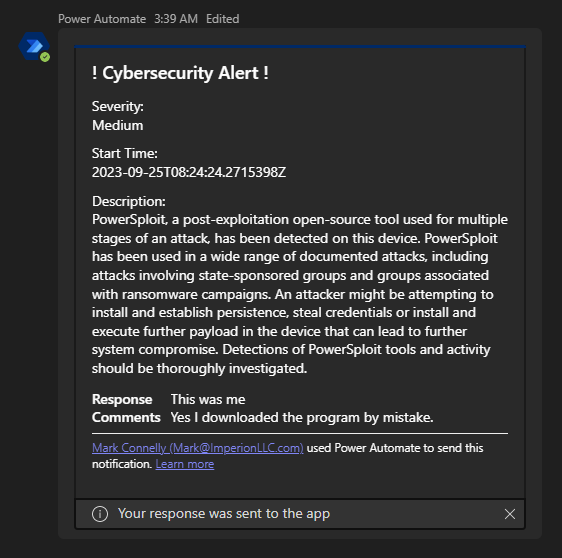 Power Automate 3:39 AM Edited
! Cybersecurity Alert !
Severity:
Medium
Start Time:
2023-09-25T08:24:24.2715398Z
Description:
PowerSploit, a post-exploitation open-source tool used for multiple
stages of an attack, has been detected on this device. PowerSploit
has been used in a wide range of documented attacks, including
attacks involving state-sponsored groups and groups associated
with ransomware campaigns. An attacker might be attempting to
install and establish persistence, steal credentials or install and
execute further payload in the device that can lead to further
system compromise. Detections of PowerSploit tools and activity
should be thoroughly investigated.
Response This was me
Comments Yes I downloaded the program by mistake.
Mark Connelly (Mark@ImperionLLC.com) used Power Automate to send this
notification. Learn more
Your response was sent to the app